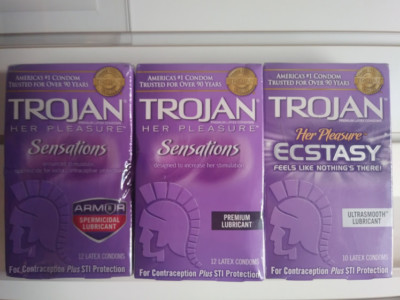 AMERICA'S #1 CONDOM
TRUSTED FOR OVER 90 YEARS
TROJAN
HER PLEASURE
Sensations
ARMOR
SPERMICIDAL
LUBRICANT
12 LATEX CONDOMS
For Contraception Plus STI Protection
AMERICA'S #1 CONDOM
TRUSTED FOR OVER 90 YEARS
TROJAN
HER PLEASURE
Sensations
designed to increase her stimulation
PREMIUM
LUBRICANT
12 LATEX CONDOMS
For Contraception Plus STI Protection
AMERICA'S #1 CONDOM
TRUSTED FOR OVER 90 YEARS
TROJAN
Her Pleasure
ECSTASY
FEELS LIKE NOTHING'S THERE!
ULTRASMOOTH™
LUBRICANT
10 LATEX CONDOMS
For Contraception Plus STI Protection